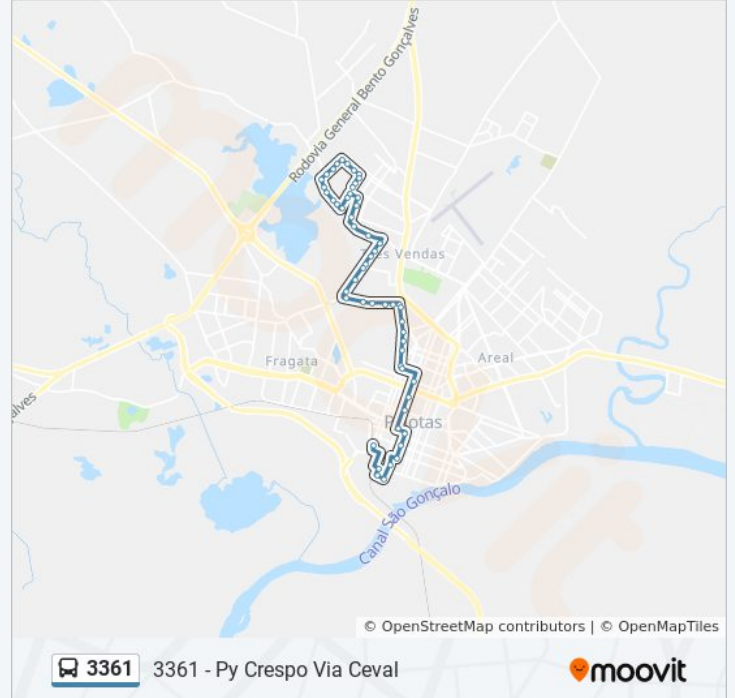 Rodovia General Bento Gonçalves
Três Vendas
Fragata
Areal
alves
Pelotas
Canal São Gonçalo
© OpenStreetMap contributors | © OpenMapTiles
3361 3361 - Py Crespo Via Ceval moovit